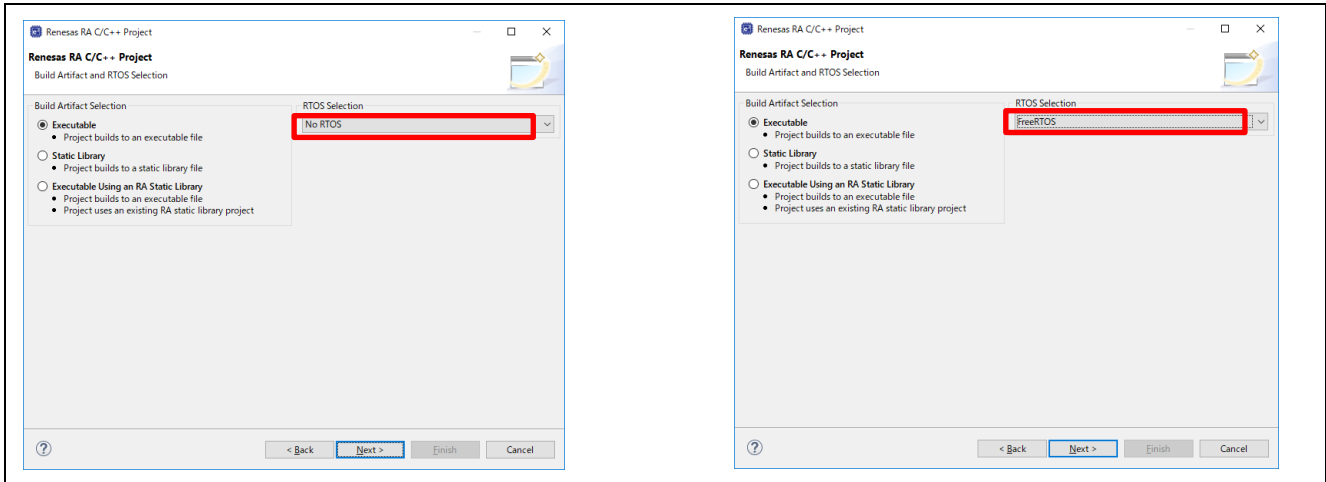 Renesas RA C/C++ Project
Renesas RA C/C++ Project
Build Artifact and RTOS Selection
Build Artifact Selection
Executable
Project builds to an executable file
Static Library
Project builds to a static library file
Executable Using an RA Static Library
Project builds to an executable file
Project uses an existing RA static library project
RTOS Selection
No RTOS
?
< Back
Next >
Finish
Cancel
Renesas RA C/C++ Project
Renesas RA C/C++ Project
Build Artifact and RTOS Selection
Build Artifact Selection
Executable
Project builds to an executable file
Static Library
Project builds to a static library file
Executable Using an RA Static Library
Project builds to an executable file
Project uses an existing RA static library project
RTOS Selection
FreeRTOS
?
< Back
Next >
Finish
Cancel